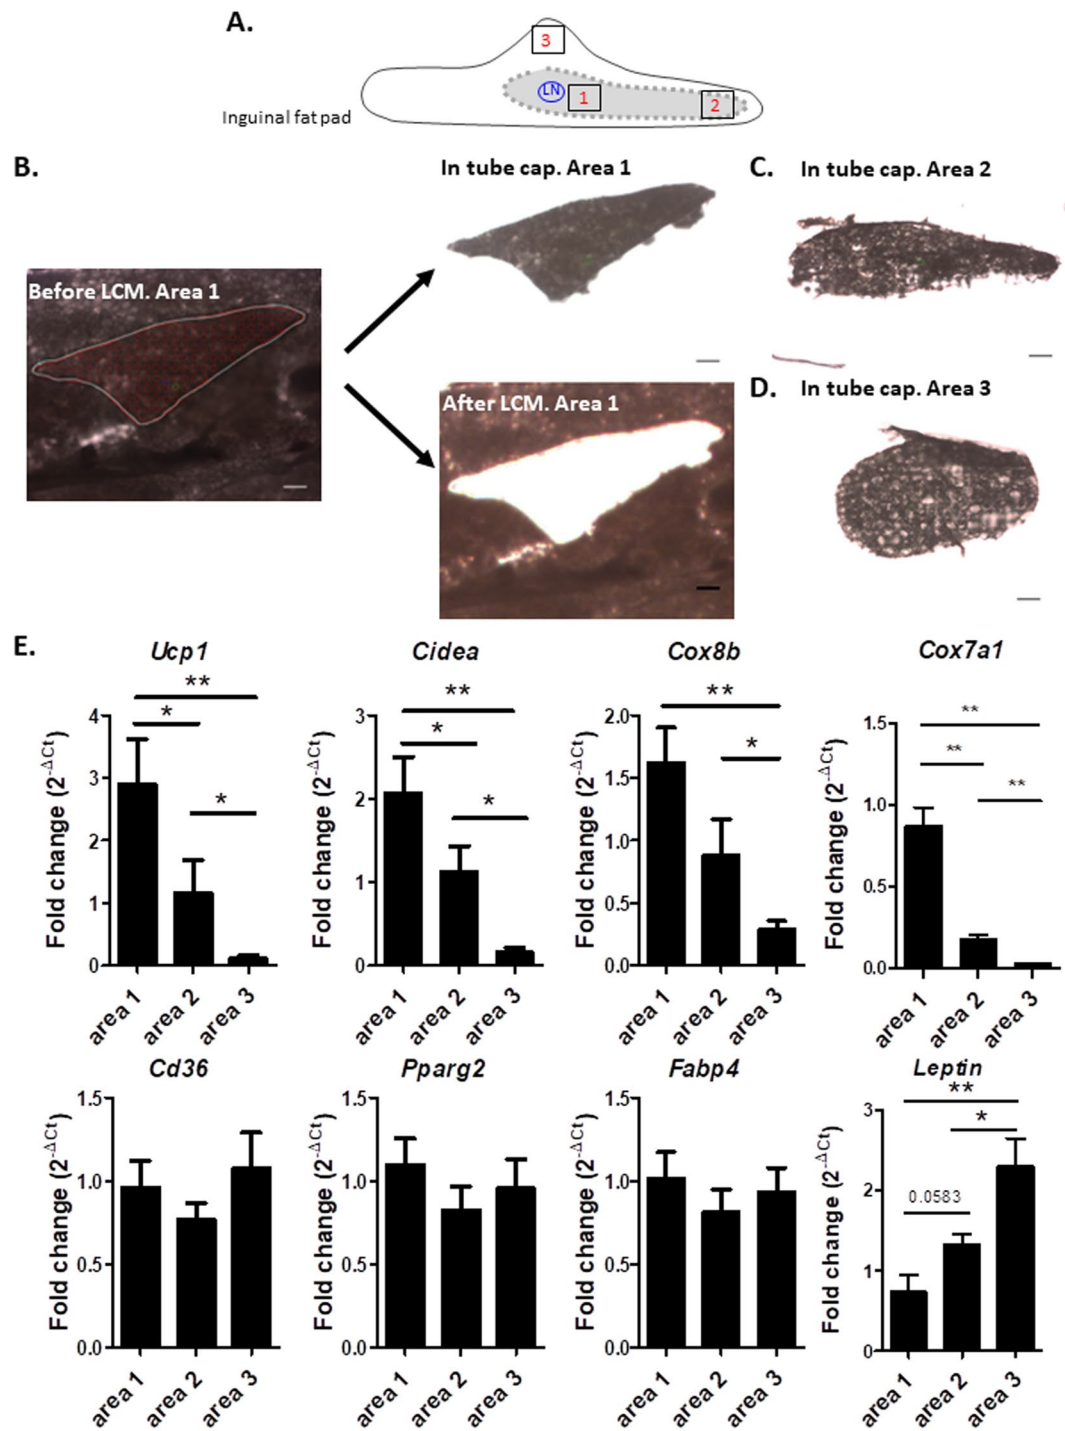 A.
3
LN
1
2
Inguinal fat pad
B.
In tube cap. Area 1
C.
In tube cap. Area 2
Before LCM. Area 1
After LCM. Area 1
D.
In tube cap. Area 3
E.
Ucp1
Fold change (2^-ΔCt)
4
3
2
1
0
**
*
*
area 1
area 2
area 3
Cidea
Fold change (2^-ΔCt)
3
2
1
0
**
*
*
area 1
area 2
area 3
Cox8b
Fold change (2^-ΔCt)
2.0
1.5
1.0
0.5
0.0
**
*
area 1
area 2
area 3
Cox7a1
Fold change (2^-ΔCt)
1.5
1.0
0.5
0.0
**
**
**
area 1
area 2
area 3
Cd36
Fold change (2^-ΔCt)
1.5
1.0
0.5
0.0
area 1
area 2
area 3
Pparg2
Fold change (2^-ΔCt)
1.5
1.0
0.5
0.0
area 1
area 2
area 3
Fabp4
Fold change (2^-ΔCt)
1.5
1.0
0.5
0.0
area 1
area 2
area 3
Leptin
Fold change (2^-ΔCt)
3
2
1
0
**
*
0.0583
area 1
area 2
area 3